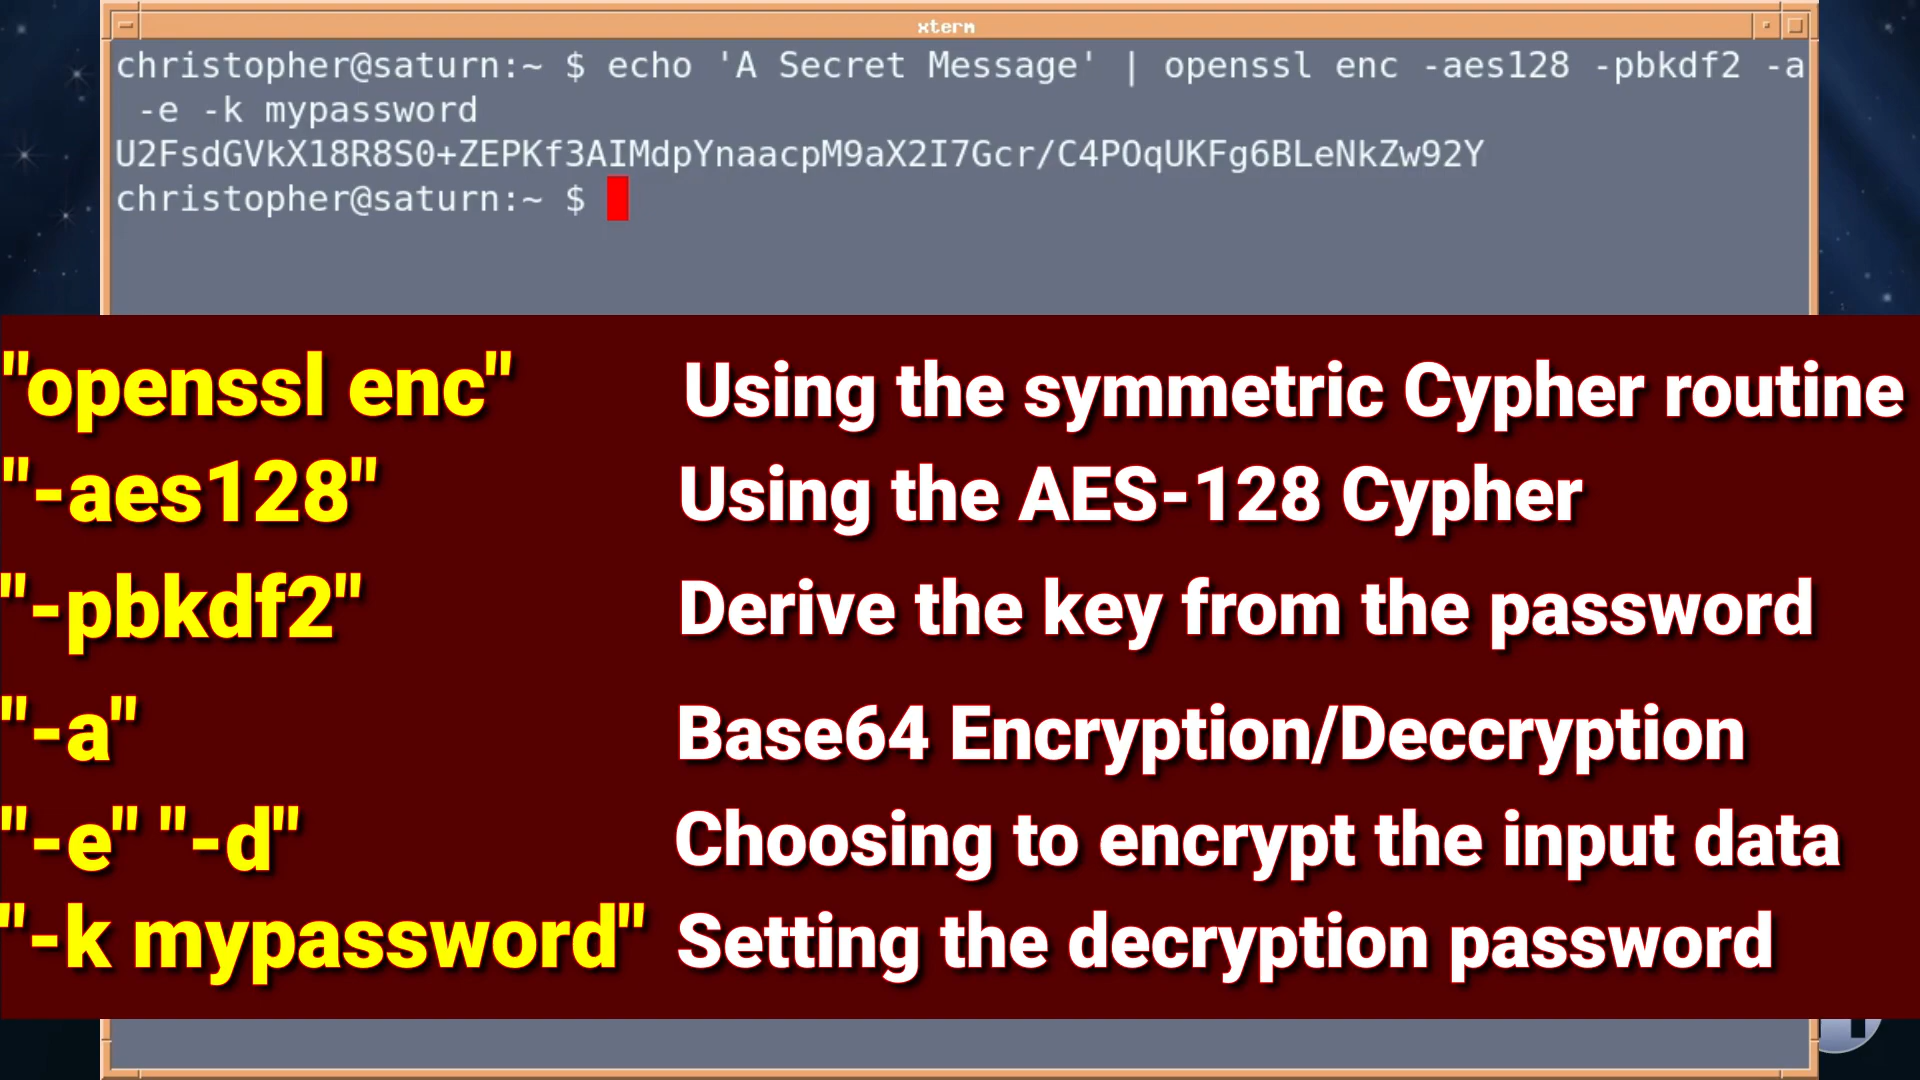 xterm
christopher@saturn:~ $ echo 'A Secret Message' | openssl enc -aes128 -pbkdf2 -a
-e -k mypassword
U2FsdGVkX18R8S0+ZEPKf3AIMdpYnaacpM9aX2I7Gcr/C4POqUKFg6BLeNkZw92Y
christopher@saturn:~ $
"openssl enc" Using the symmetric Cypher routine
"-aes128" Using the AES-128 Cypher
"-pbkdf2" Derive the key from the password
"-a" Base64 Encryption/Deccryption
"-e" "-d" Choosing to encrypt the input data
"-k mypassword" Setting the decryption password